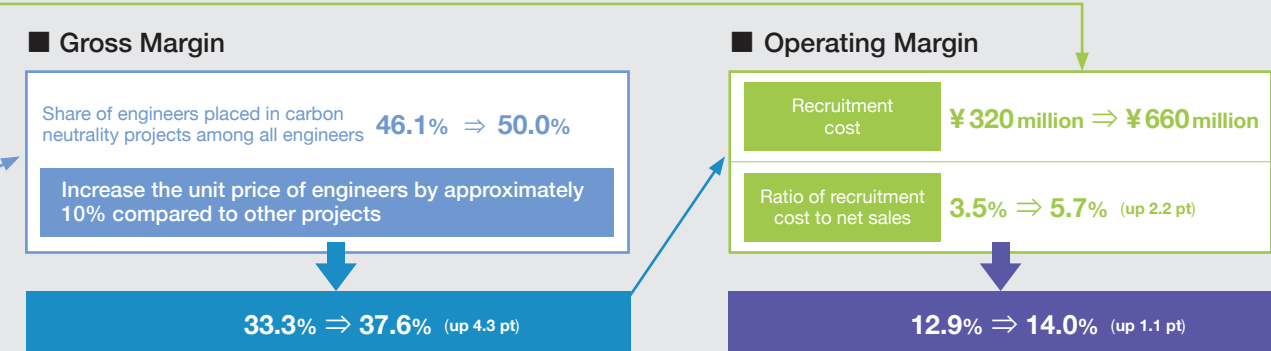 ■ Gross Margin
Share of engineers placed in carbon
neutrality projects among all engineers
46.1% ⇒ 50.0%
Increase the unit price of engineers by approximately
10% compared to other projects
33.3% ⇒ 37.6% (up 4.3 pt)
■ Operating Margin
Recruitment
cost
¥320 million ⇒ ¥660 million
Ratio of recruitment
cost to net sales
3.5% ⇒ 5.7% (up 2.2 pt)
12.9% ⇒ 14.0% (up 1.1 pt)